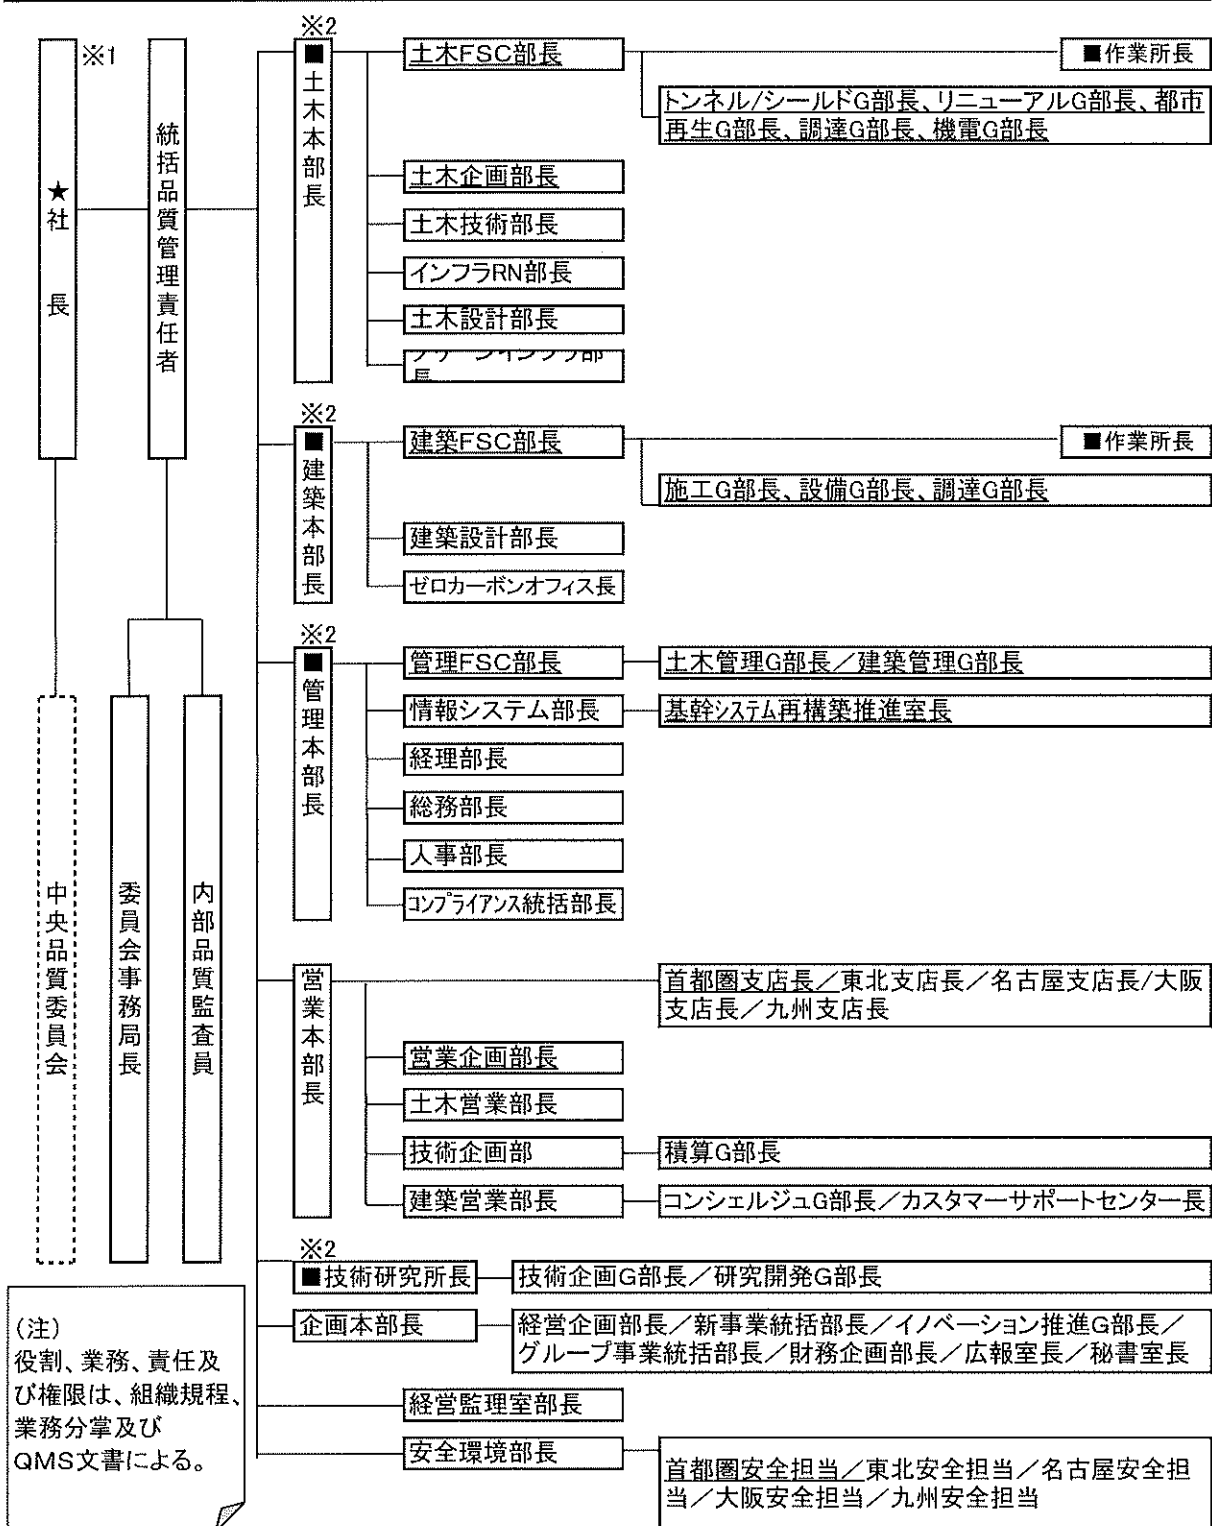 ※1
★社長
統括品質管理責任者
中央品質委員会
委員会事務局長
内部品質監査員
※2
■土木本部長
土木FSC部長
■作業所長
トンネル/シールドG部長、リニューアルG部長、都市
再生G部長、調達G部長、機電G部長
土木企画部長
土木技術部長
インフラRN部長
土木設計部長
※2
■建築本部長
建築FSC部長
■作業所長
施工G部長、設備G部長、調達G部長
建築設計部長
ゼロカーボンオフィス長
※2
■管理本部長
管理FSC部長
土木管理G部長／建築管理G部長
情報システム部長
基幹システム再構築推進室長
経理部長
総務部長
人事部長
コンプライアンス統括部長
営業本部長
首都圏支店長／東北支店長／名古屋支店長/大阪
支店長／九州支店長
営業企画部長
土木営業部長
技術企画部
積算G部長
建築営業部長
コンシェルジュG部長／カスタマーサポートセンター長
※2
■技術研究所長
技術企画G部長／研究開発G部長
企画本部長
経営企画部長／新事業統括部長／イノベーション推進G部長／
グループ事業統括部長／財務企画部長／広報室長／秘書室長
経営監理室部長
安全環境部長
首都圏安全担当／東北安全担当／名古屋安全担
当／大阪安全担当／九州安全担当
(注)
役割、業務、責任及
び権限は、組織規程、
業務分掌及び
QMS文書による。